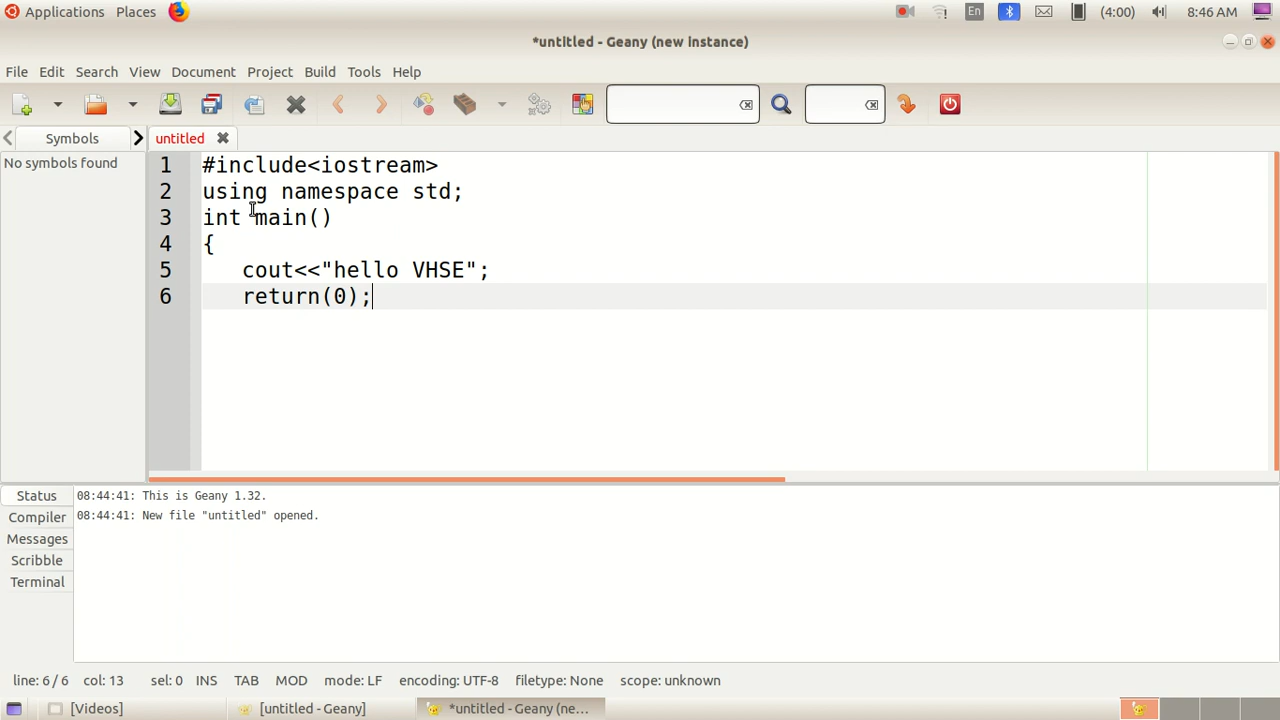 Applications Places En (4:00) 8:46 AM
*untitled - Geany (new instance)
File Edit Search View Document Project Build Tools Help
Symbols untitled
No symbols found
1 #include<iostream>
2 using namespace std;
3 int main()
4 {
5 cout<<"hello VHSE";
6 return(0);
Status 08:44:41: This is Geany 1.32.
Compiler 08:44:41: New file "untitled" opened.
Messages
Scribble
Terminal
line: 6 / 6 col: 13 sel: 0 INS TAB MOD mode: LF encoding: UTF-8 filetype: None scope: unknown
[Videos] [untitled - Geany] *untitled - Geany (ne...